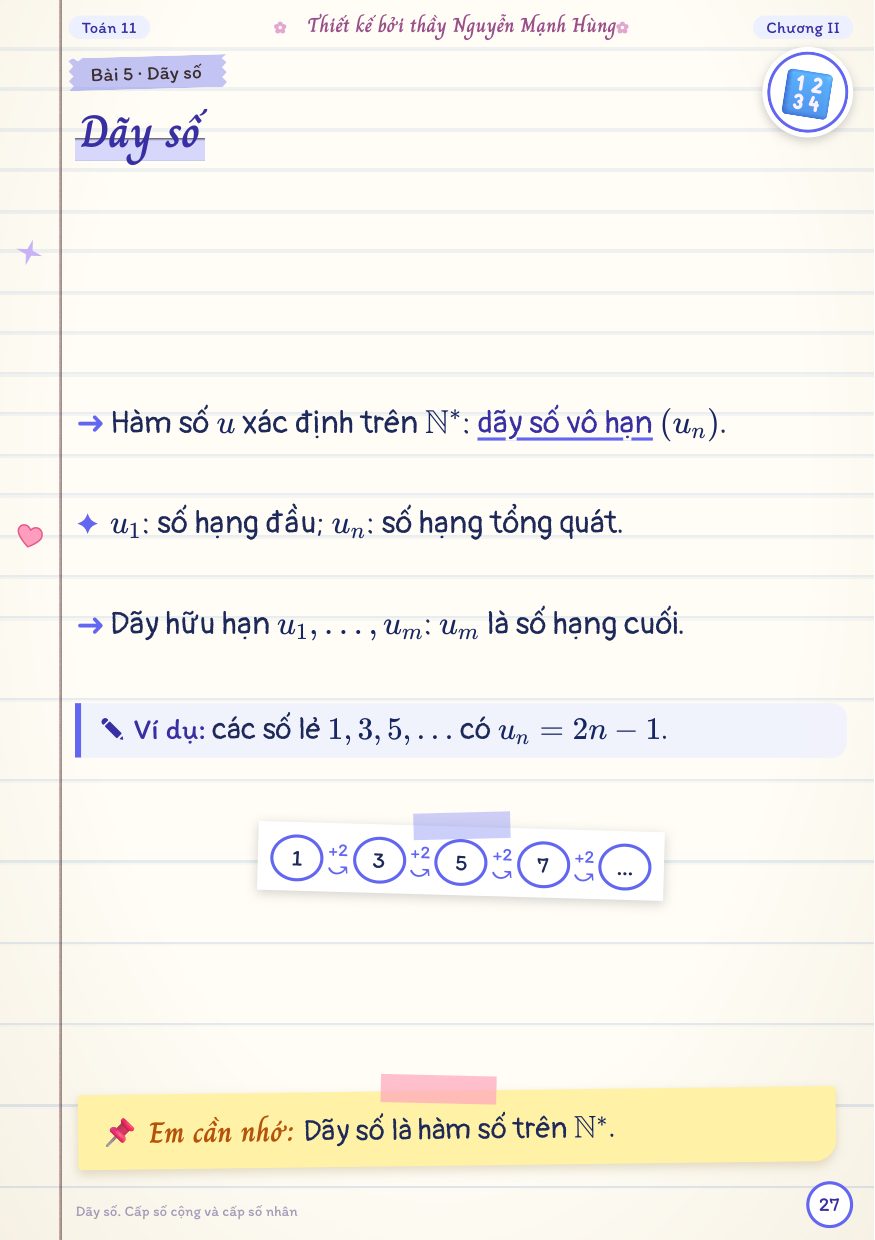 Toán 11
Thiết kế bởi thầy Nguyễn Mạnh Hùng
Chương II
Bài 5 · Dãy số
1 2
3 4
Dãy số
→ Hàm số u xác định trên ℕ*: dãy số vô hạn (uₙ).
✦ u₁: số hạng đầu; uₙ: số hạng tổng quát.
→ Dãy hữu hạn u₁, . . . , uₘ: uₘ là số hạng cuối.
Ví dụ: các số lẻ 1, 3, 5, . . . có uₙ = 2n − 1.
1 +2 3 +2 5 +2 7 +2 ...
Em cần nhớ: Dãy số là hàm số trên ℕ*.
Dãy số. Cấp số cộng và cấp số nhân
27